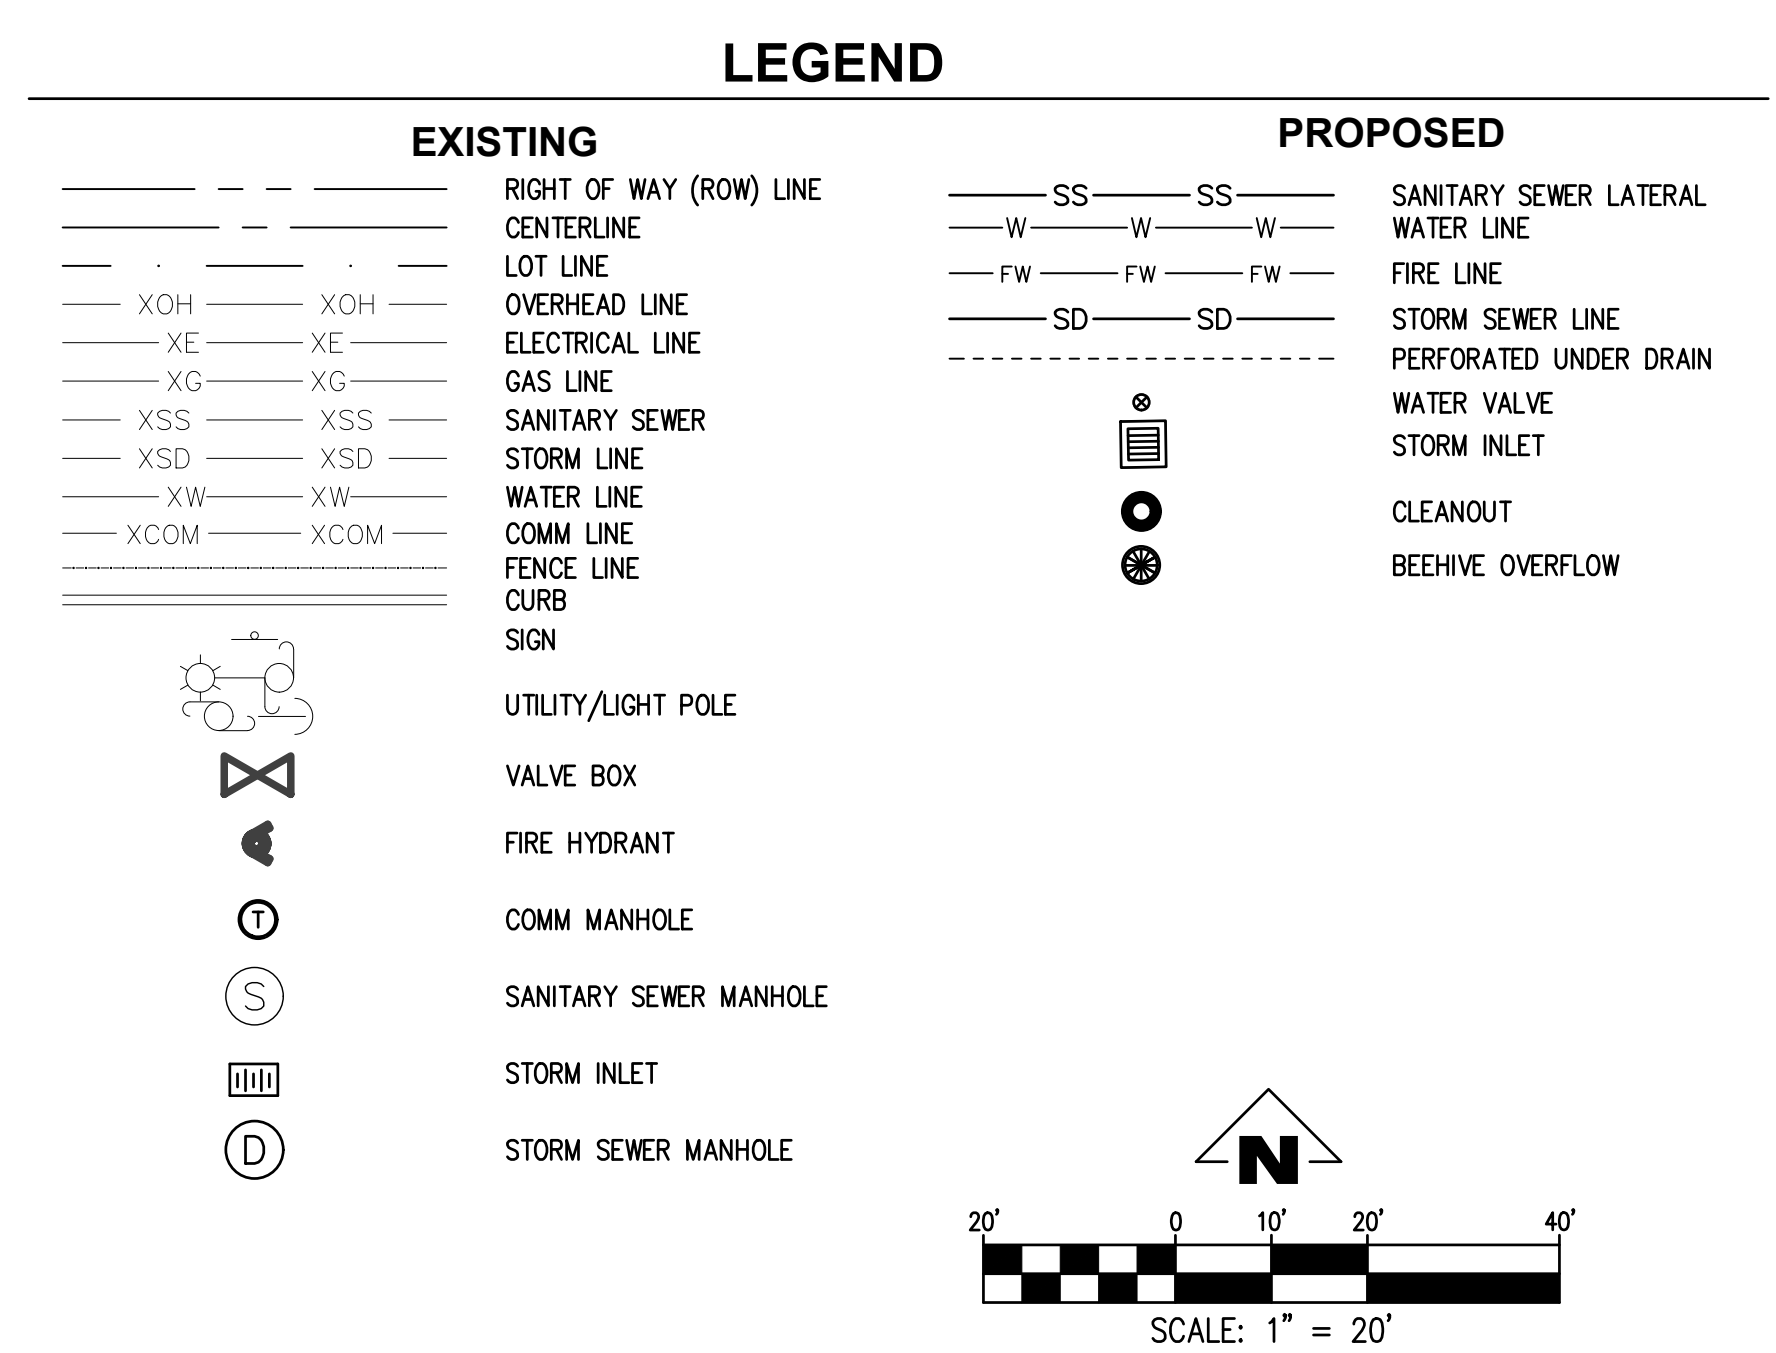 LEGEND
EXISTING
RIGHT OF WAY (ROW) LINE
CENTERLINE
LOT LINE
XOH XOH OVERHEAD LINE
XE XE ELECTRICAL LINE
XG XG GAS LINE
XSS XSS SANITARY SEWER
XSD XSD STORM LINE
XW XW WATER LINE
XCOM XCOM COMM LINE
FENCE LINE
CURB
SIGN
UTILITY/LIGHT POLE
VALVE BOX
FIRE HYDRANT
T COMM MANHOLE
S SANITARY SEWER MANHOLE
STORM INLET
D STORM SEWER MANHOLE
PROPOSED
SS SS SANITARY SEWER LATERAL
W W W WATER LINE
FW FW FW FIRE LINE
SD SD STORM SEWER LINE
PERFORATED UNDER DRAIN
WATER VALVE
STORM INLET
CLEANOUT
BEEHIVE OVERFLOW
N
20' 0 10' 20' 40'
SCALE: 1" = 20'